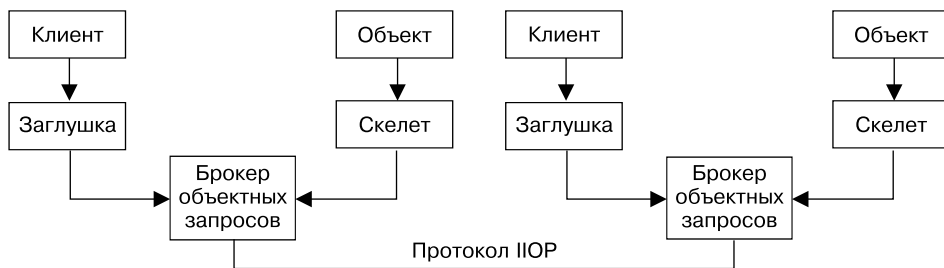 Клиент
Объект
Клиент
Объект
Заглушка
Скелет
Заглушка
Скелет
Брокер
объектных
запросов
Брокер
объектных
запросов
Протокол IIOP